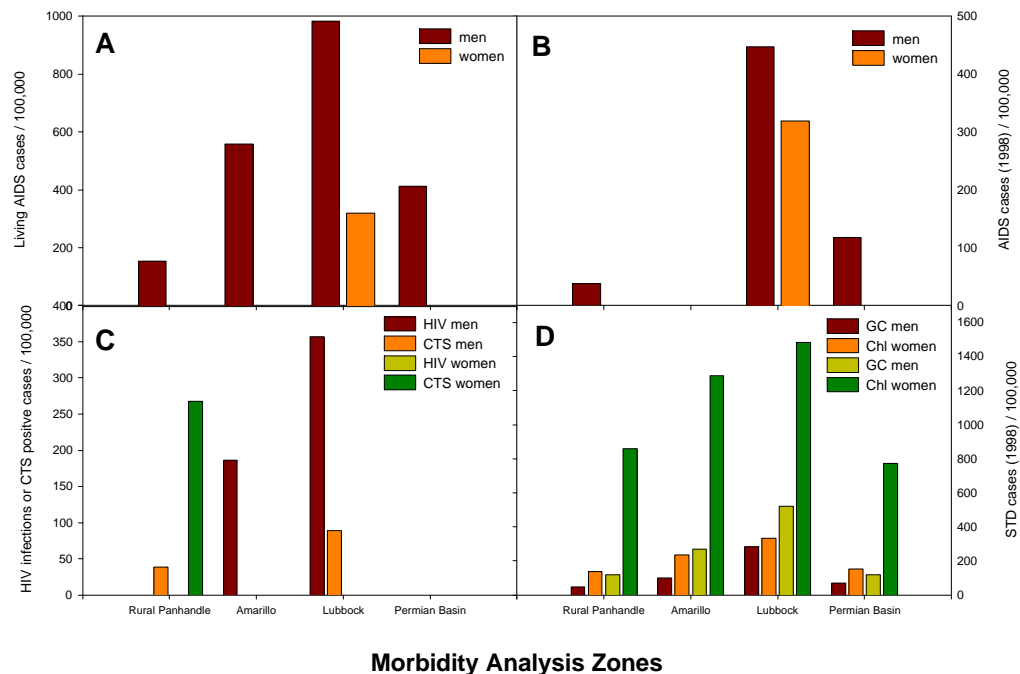 A
men
women
1000
800
600
400
200
0
Living AIDS cases / 100,000
B
men
women
500
400
300
200
100
0
AIDS cases (1998) / 100,000
C
HIV men
CTS men
HIV women
CTS women
400
350
300
250
200
150
100
50
0
HIV infections or CTS positve cases / 100,000
Rural Panhandle
Amarillo
Lubbock
Permian Basin
D
GC men
Chl women
GC men
Chl women
1600
1400
1200
1000
800
600
400
200
0
STD cases (1998) / 100,000
Rural Panhandle
Amarillo
Lubbock
Permian Basin
Morbidity Analysis Zones